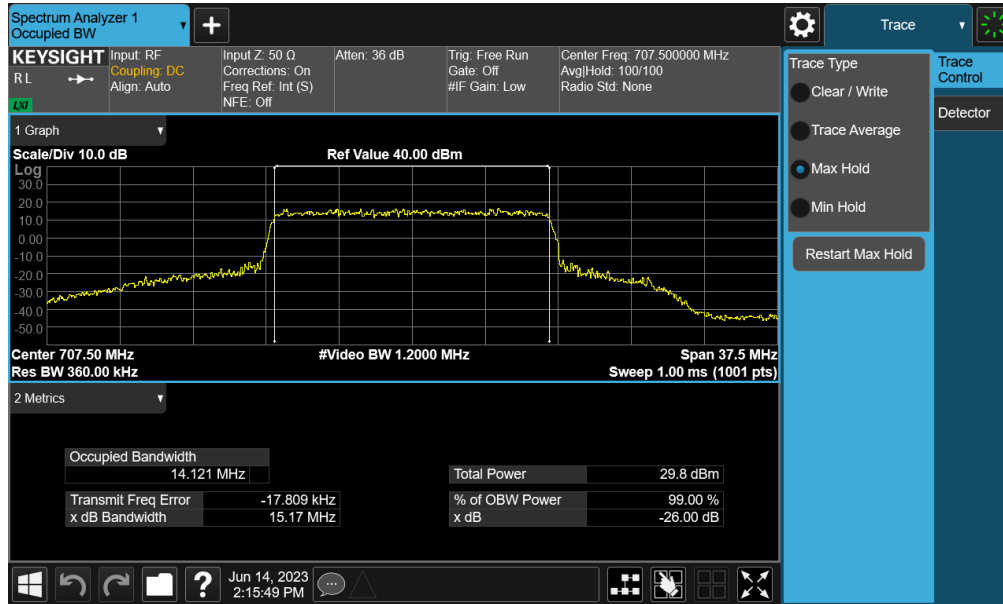 Spectrum Analyzer 1
Occupied BW
+
Trace
KEYSIGHT
R L
LXI
Input: RF
Coupling: DC
Align: Auto
Input Z: 50 Ω
Corrections: On
Freq Ref: Int (S)
NFE: Off
Atten: 36 dB
Trig: Free Run
Gate: Off
#IF Gain: Low
Center Freq: 707.500000 MHz
Avg|Hold: 100/100
Radio Std: None
Trace Type
Clear / Write
Trace Average
Max Hold
Min Hold
Restart Max Hold
Trace
Control
Detector
1 Graph
Scale/Div 10.0 dB
Ref Value 40.00 dBm
Log
30.0
20.0
10.0
0.00
-10.0
-20.0
-30.0
-40.0
-50.0
Center 707.50 MHz
#Video BW 1.2000 MHz
Span 37.5 MHz
Res BW 360.00 kHz
Sweep 1.00 ms (1001 pts)
2 Metrics
Occupied Bandwidth
14.121 MHz
Total Power 29.8 dBm
Transmit Freq Error -17.809 kHz
% of OBW Power 99.00 %
x dB Bandwidth 15.17 MHz
x dB -26.00 dB
?
Jun 14, 2023
2:15:49 PM